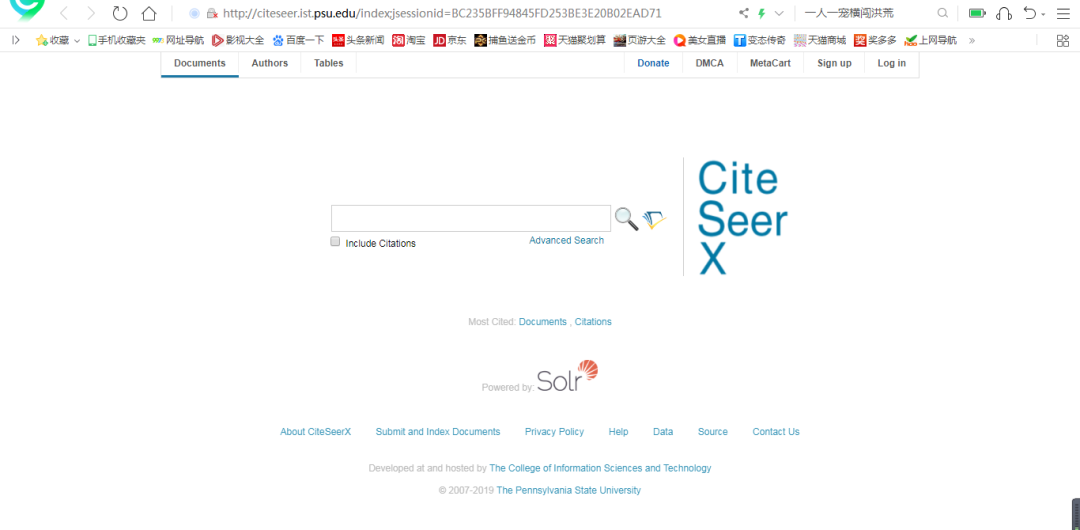 http://citeseer.ist.psu.edu/index;jsessionid=BC235BFF94845FD253BE3E20B02EAD71 一人一宠横闯洪荒
收藏 手机收藏夹 网址导航 影视大全 百度一下 头条新闻 淘宝 京东 捕鱼送金币 天猫聚划算 页游大全 美女直播 变态传奇 天猫商城 奖多多 上网导航 »
Documents Authors Tables Donate DMCA MetaCart Sign up Log in
Cite
Seer
X
Include Citations Advanced Search
Most Cited: Documents , Citations
Powered by: Solr
About CiteSeerX Submit and Index Documents Privacy Policy Help Data Source Contact Us
Developed at and hosted by The College of Information Sciences and Technology
© 2007-2019 The Pennsylvania State University